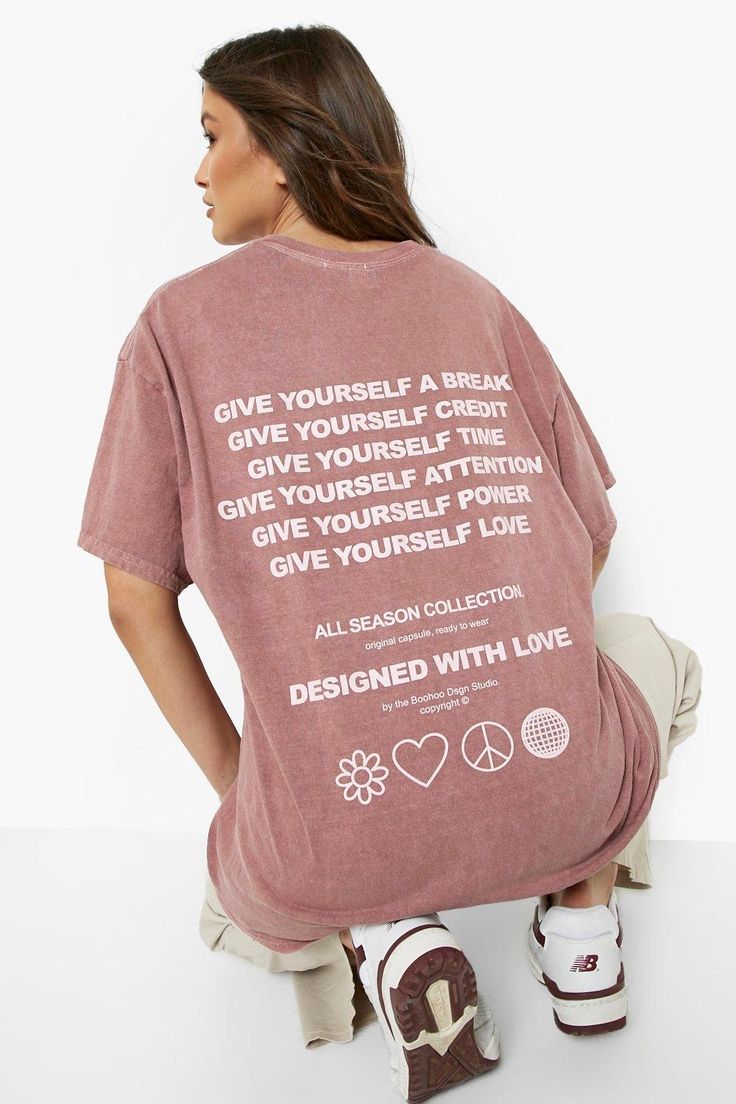 GIVE YOURSELF A BREAK
GIVE YOURSELF CREDIT
GIVE YOURSELF TIME
GIVE YOURSELF ATTENTION
GIVE YOURSELF POWER
GIVE YOURSELF LOVE
ALL SEASON COLLECTION.
original capsule, ready to wear
DESIGNED WITH LOVE
by the Boohoo Dsgn Studio.
copyright ©
NB